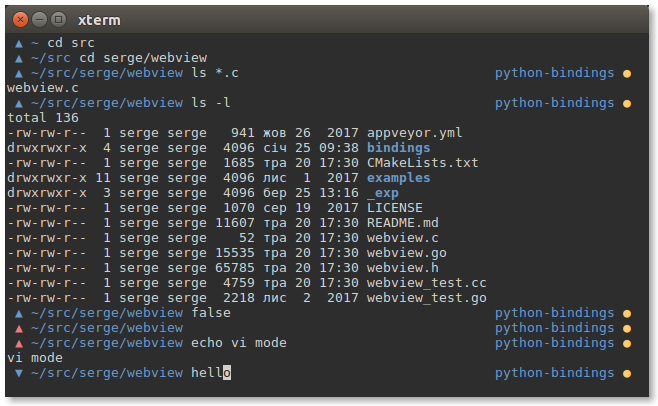 xterm
▲ ~ cd src
▲ ~/src cd serge/webview
▲ ~/src/serge/webview ls *.c python-bindings ●
webview.c
▲ ~/src/serge/webview ls -l python-bindings ●
total 136
-rw-rw-r-- 1 serge serge 941 жов 26 2017 appveyor.yml
drwxrwxr-x 4 serge serge 4096 січ 25 09:38 bindings
-rw-rw-r-- 1 serge serge 1685 тра 20 17:30 CMakeLists.txt
drwxrwxr-x 11 serge serge 4096 лис 1 2017 examples
drwxrwxr-x 3 serge serge 4096 бер 25 13:16 _exp
-rw-rw-r-- 1 serge serge 1070 сер 19 2017 LICENSE
-rw-rw-r-- 1 serge serge 11607 тра 20 17:30 README.md
-rw-rw-r-- 1 serge serge 52 тра 20 17:30 webview.c
-rw-rw-r-- 1 serge serge 15535 тра 20 17:30 webview.go
-rw-rw-r-- 1 serge serge 65785 тра 20 17:30 webview.h
-rw-rw-r-- 1 serge serge 4759 тра 20 17:30 webview_test.cc
-rw-rw-r-- 1 serge serge 2218 лис 2 2017 webview_test.go
▲ ~/src/serge/webview false python-bindings ●
▲ ~/src/serge/webview python-bindings ●
▲ ~/src/serge/webview echo vi mode python-bindings ●
vi mode
▼ ~/src/serge/webview hello python-bindings ●